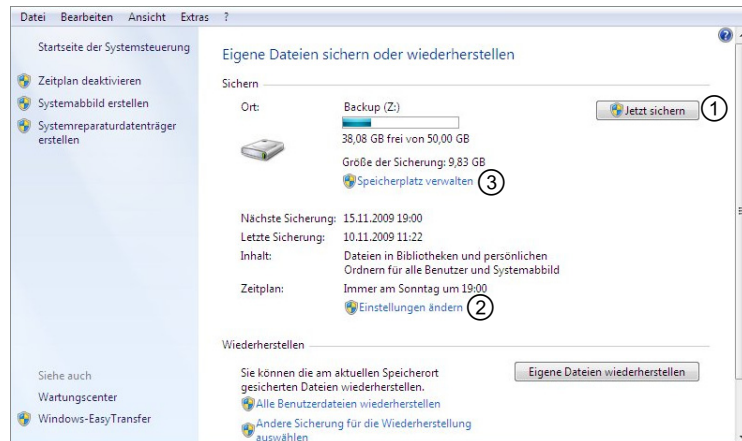 Datei Bearbeiten Ansicht Extras ?
Startseite der Systemsteuerung
Zeitplan deaktivieren
Systemabbild erstellen
Systemreparaturdatenträger
erstellen
Siehe auch
Wartungscenter
Windows-EasyTransfer
Eigene Dateien sichern oder wiederherstellen
Sichern
Ort: Backup (Z:)
Jetzt sichern 1
38,08 GB frei von 50,00 GB
Größe der Sicherung: 9,83 GB
Speicherplatz verwalten 3
Nächste Sicherung: 15.11.2009 19:00
Letzte Sicherung: 10.11.2009 11:22
Inhalt: Dateien in Bibliotheken und persönlichen
Ordnern für alle Benutzer und Systemabbild
Zeitplan: Immer am Sonntag um 19:00
Einstellungen ändern 2
Wiederherstellen
Sie können die am aktuellen Speicherort
gesicherten Dateien wiederherstellen.
Eigene Dateien wiederherstellen
Alle Benutzerdateien wiederherstellen
Andere Sicherung für die Wiederherstellung
auswählen